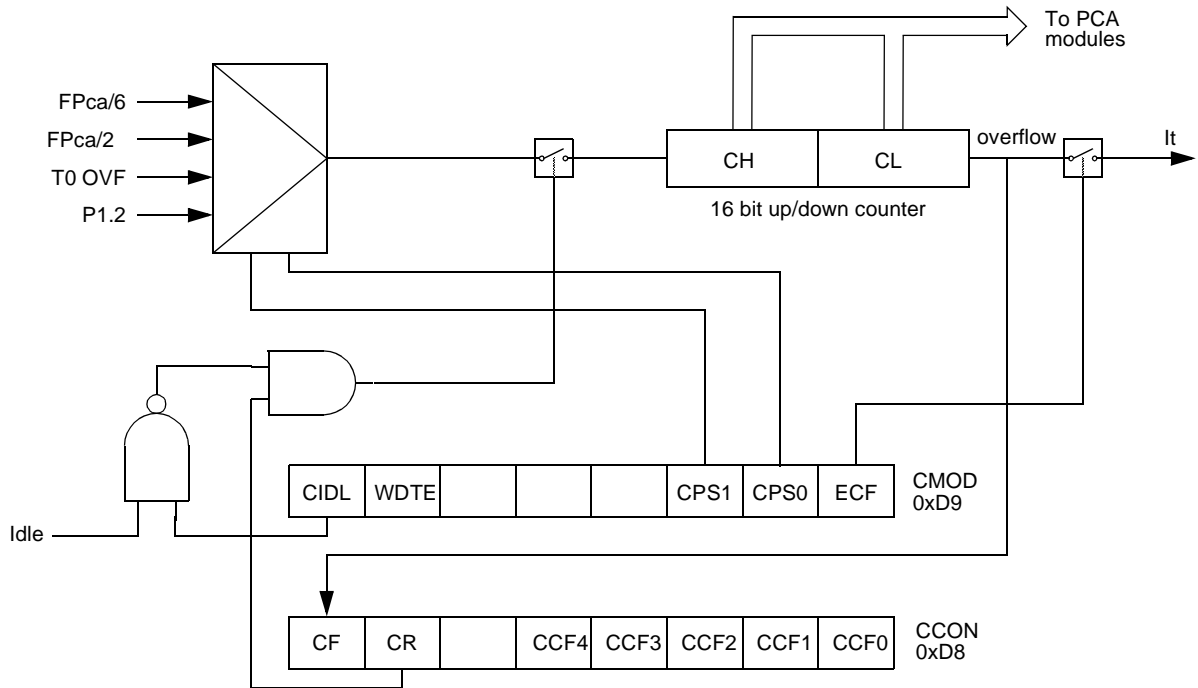 To PCA
modules
FPca/6
FPca/2
T0 OVF
P1.2
CH
CL
overflow
It
16 bit up/down counter
CIDL
WDTE
CPS1
CPS0
ECF
CMOD
0xD9
Idle
CF
CR
CCF4
CCF3
CCF2
CCF1
CCF0
CCON
0xD8